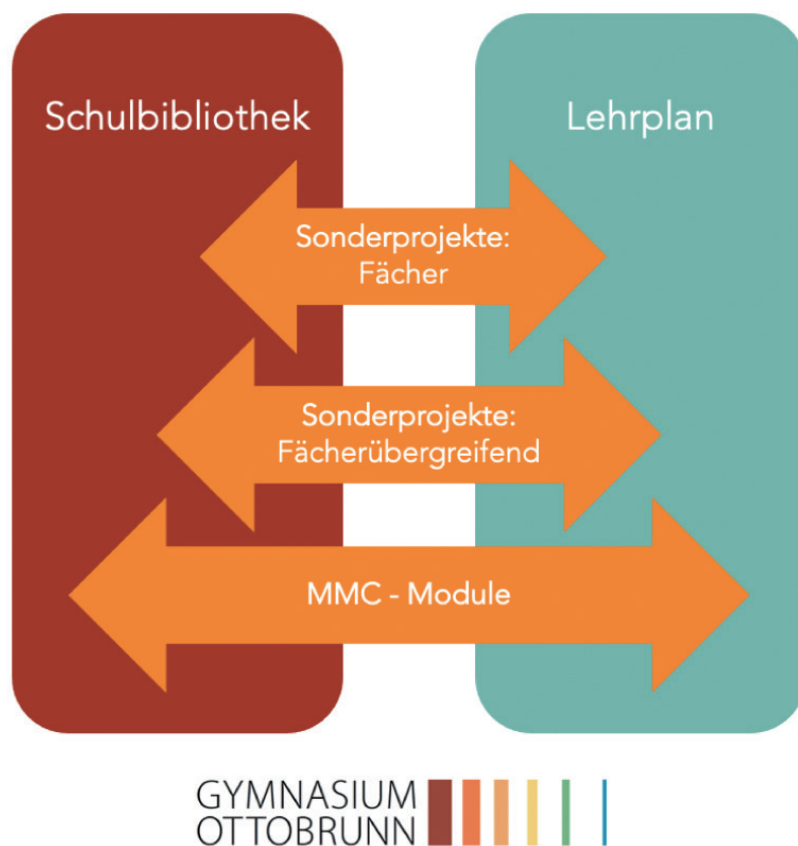 Schulbibliothek
Lehrplan
Sonderprojekte:
Fächer
Sonderprojekte:
Fächerübergreifend
MMC - Module
GYMNASIUM
OTTOBRUNN